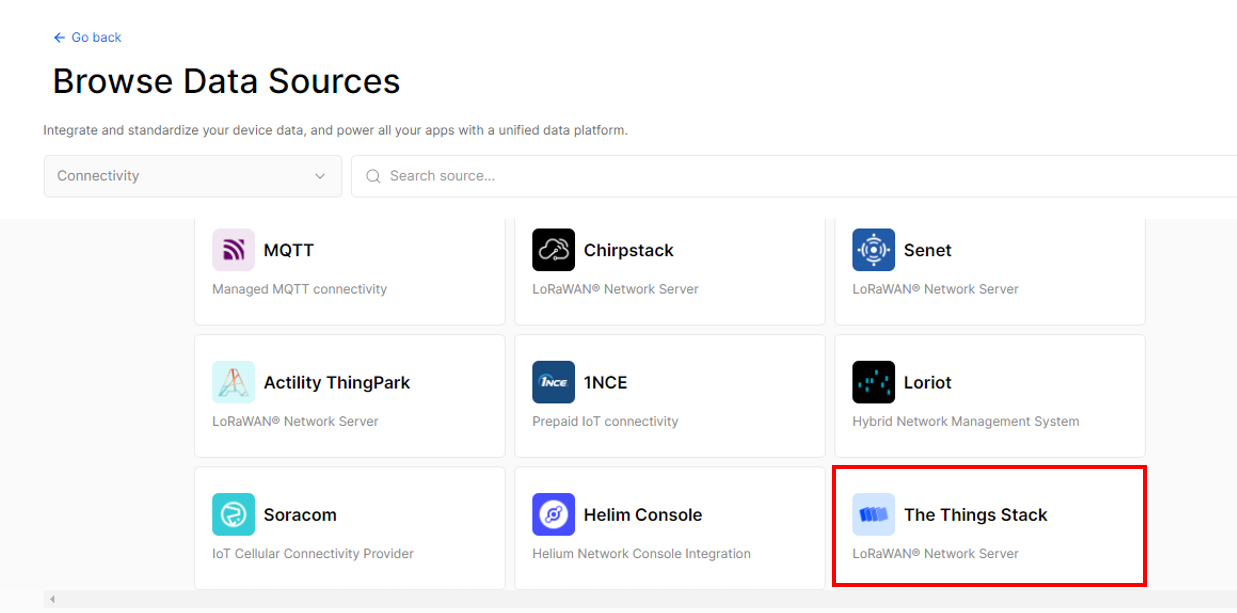 Go back
Browse Data Sources
Integrate and standardize your device data, and power all your apps with a unified data platform.
Connectivity
Search source...
MQTT
Managed MQTT connectivity
Chirpstack
LoRaWAN® Network Server
Senet
LoRaWAN® Network Server
Actility ThingPark
LoRaWAN® Network Server
1NCE
1NCE
Prepaid IoT connectivity
Loriot
Hybrid Network Management System
Soracom
IoT Cellular Connectivity Provider
Helim Console
Helium Network Console Integration
The Things Stack
LoRaWAN® Network Server